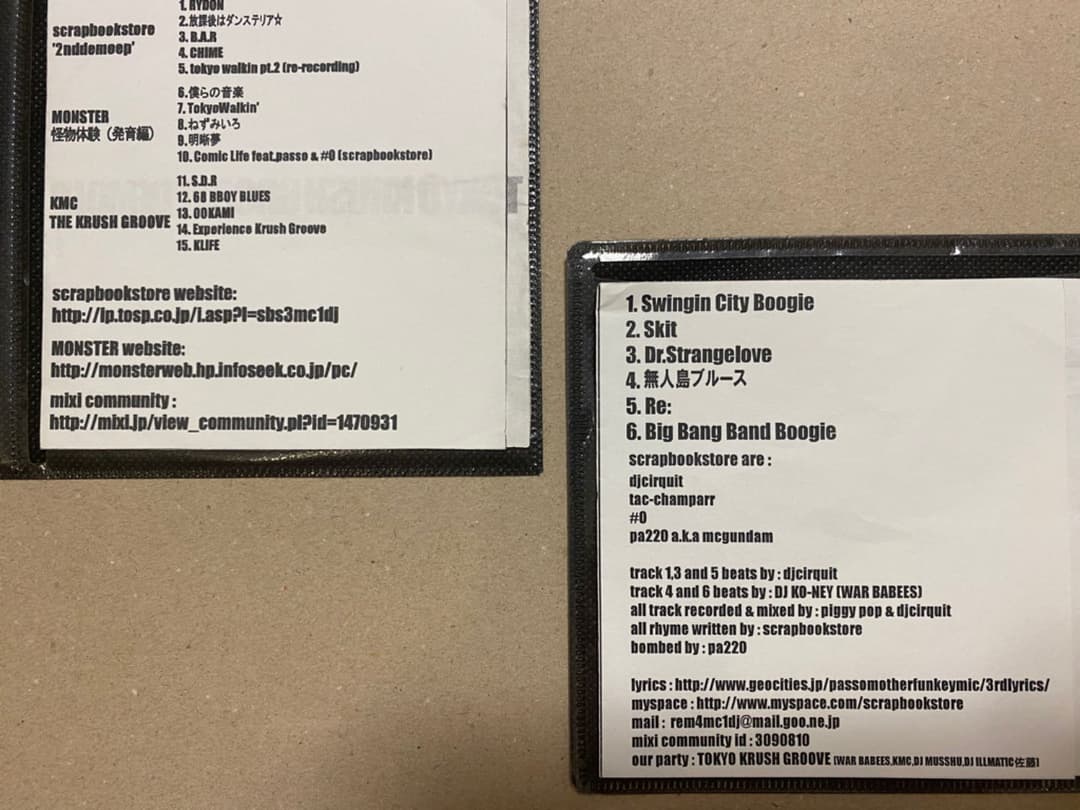 1. RYDON
scrapbookstore
'2nddemoep'
2. 放課後はダンステリア☆
3. B.A.R
4. CHIME
5. tokyo walkin pt.2 (re-recording)
MONSTER
怪物体験（発育編）
6. 僕らの音楽
7. TokyoWalkin'
8. ねずみいろ
9. 明晰夢
10. Comic Life feat.passo & #0 (scrapbookstore)
KMC
THE KRUSH GROOVE
11. S.D.R
12. 68 BBOY BLUES
13. OOKAMI
14. Experience Krush Groove
15. KLIFE
scrapbookstore website:
http://ip.tosp.co.jp/i.asp?i=sbs3mc1dj
MONSTER website:
http://monsterweb.hp.infoseek.co.jp/pc/
mixi community :
http://mixi.jp/view_community.pl?id=1470931
1. Swingin City Boogie
2. Skit
3. Dr.Strangelove
4. 無人島ブルース
5. Re:
6. Big Bang Band Boogie
scrapbookstore are :
djcirquit
tac-champarr
#0
pa220 a.k.a mcgundam
track 1,3 and 5 beats by : djcirquit
track 4 and 6 beats by : DJ KO-NEY (WAR BABEES)
all track recorded & mixed by : piggy pop & djcirquit
all rhyme written by : scrapbookstore
bombed by : pa220
lyrics : http://www.geocities.jp/passomotherfunkeymic/3rdlyrics/
myspace : http://www.myspace.com/scrapbookstore
mail : rem4mc1dj@mail.goo.ne.jp
mixi community id : 3090810
our party : TOKYO KRUSH GROOVE (WAR BABEES,KMC,DJ MUSSHU,DJ ILLMATIC佐藤)